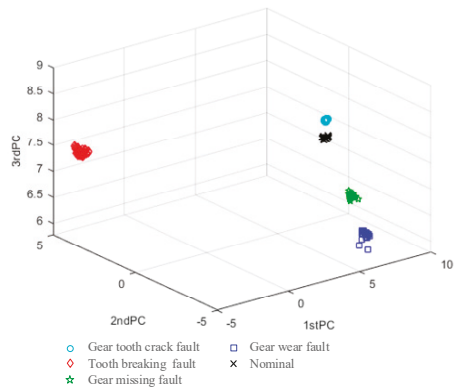 9
8.5
8
7.5
7
6.5
6
5
0
-5
-5
0
5
10
3rdPC
2ndPC
1stPC
Gear tooth crack fault
Gear wear fault
Tooth breaking fault
Nominal
Gear missing fault